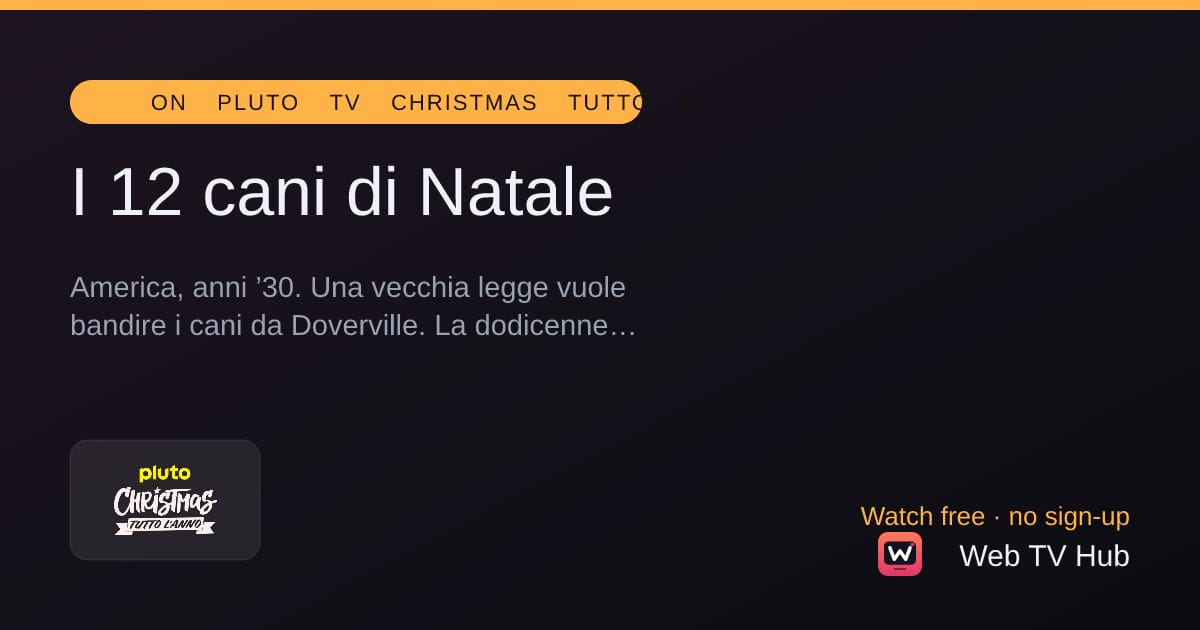 ON PLUTO TV CHRISTMAS TUTTO
I 12 cani di Natale
America, anni ’30. Una vecchia legge vuole
bandire i cani da Doverville. La dodicenne…
pluto
CHRISTMAS
TUTTO L'ANNO
Watch free · no sign-up
W
Web TV Hub